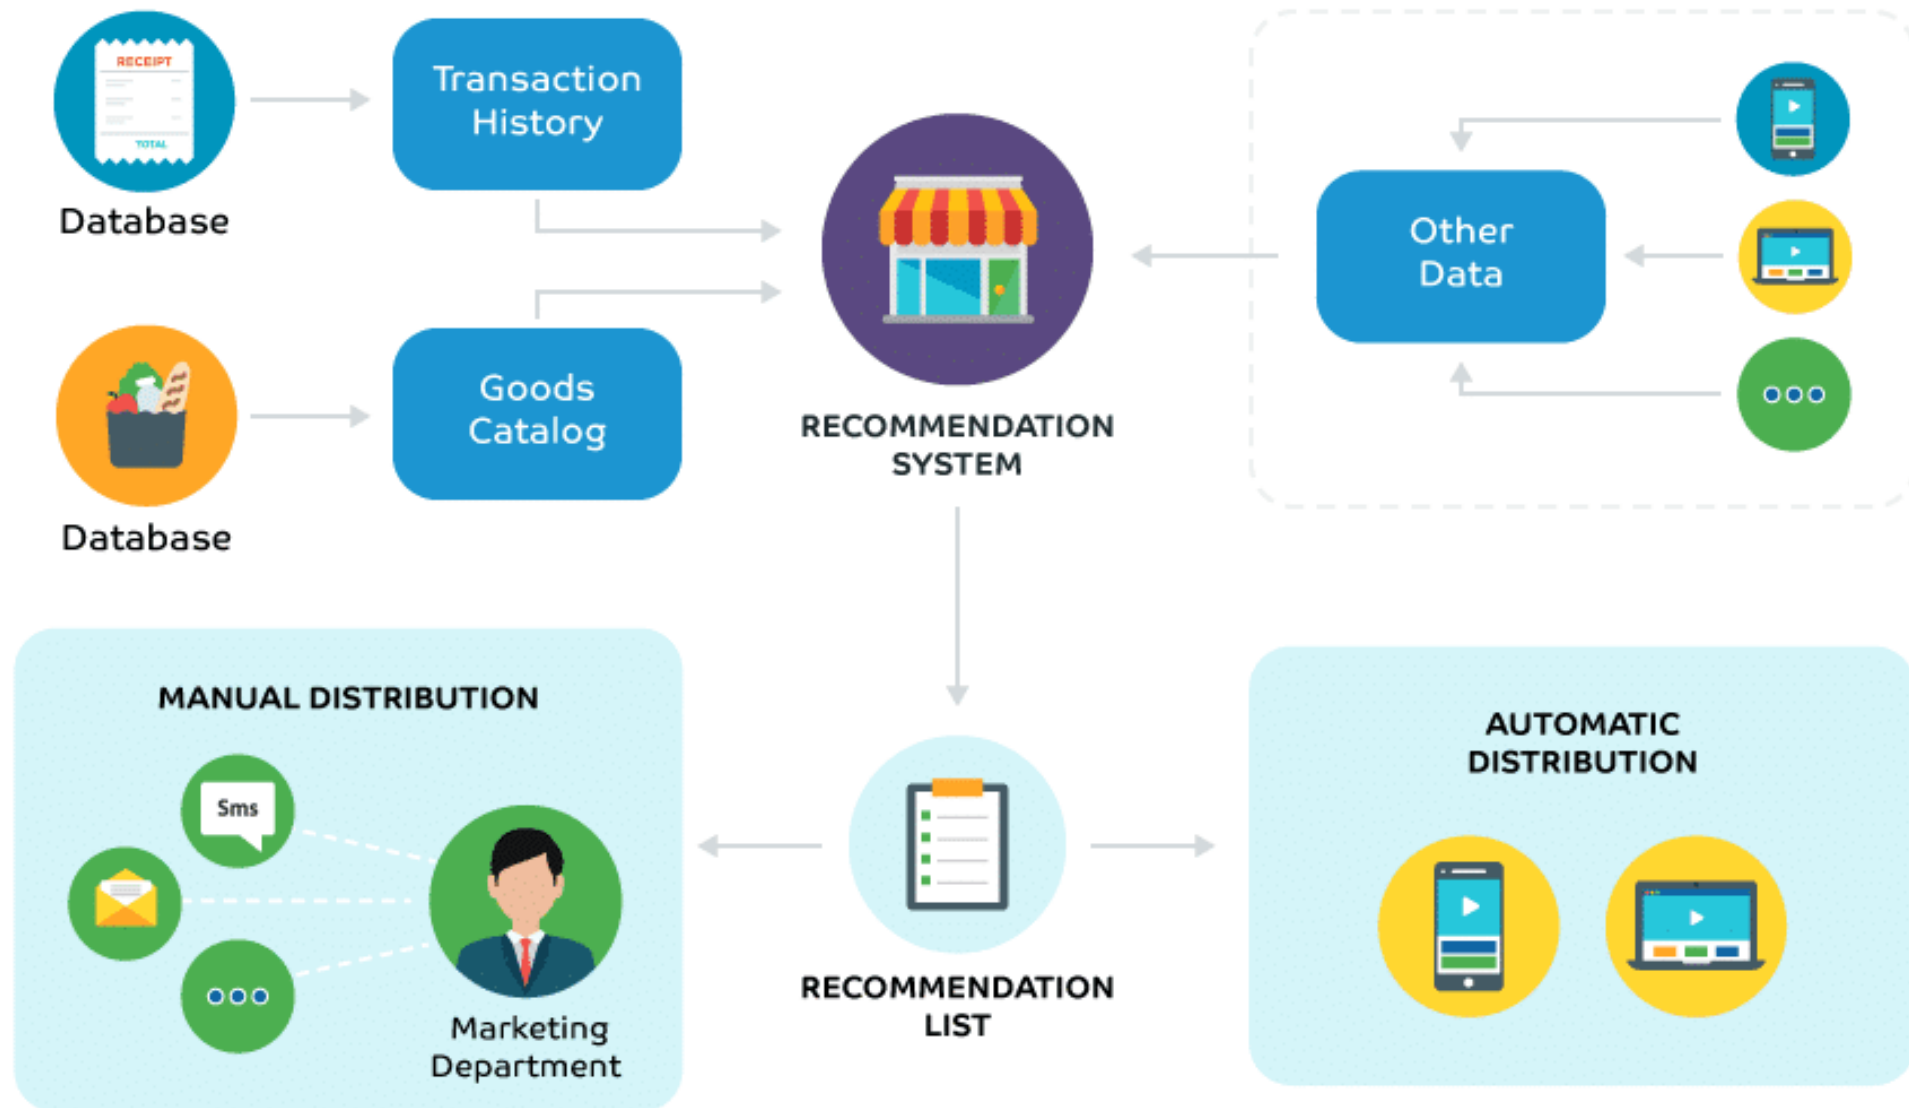 RECEIPT
TOTAL
Database
Transaction
History
Database
Goods
Catalog
RECOMMENDATION
SYSTEM
Other
Data
MANUAL DISTRIBUTION
Sms
Marketing
Department
RECOMMENDATION
LIST
AUTOMATIC
DISTRIBUTION